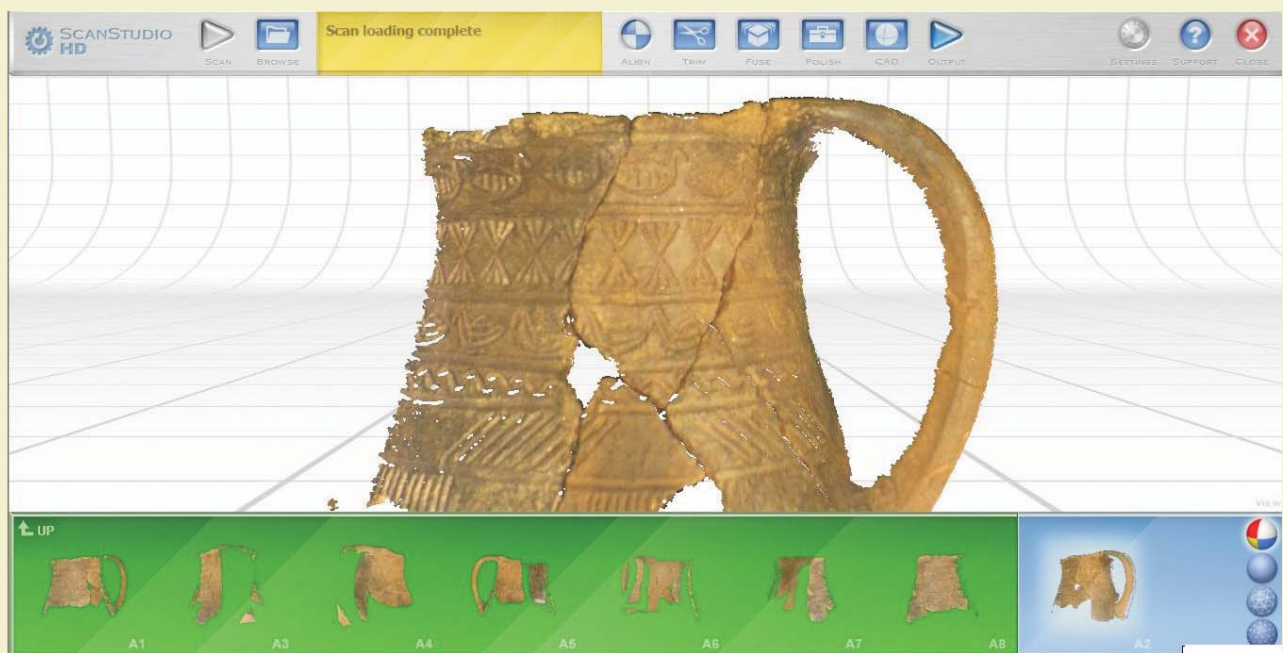 SCANSTUDIO
HD
SCAN
BROWSE
Scan loading complete
ALIGN
TRIM
FUSE
POLISH
CAD
OUTPUT
SETTINGS
SUPPORT
CLOSE
VIEW
UP
A1
A3
A4
A5
A6
A7
A8
A2